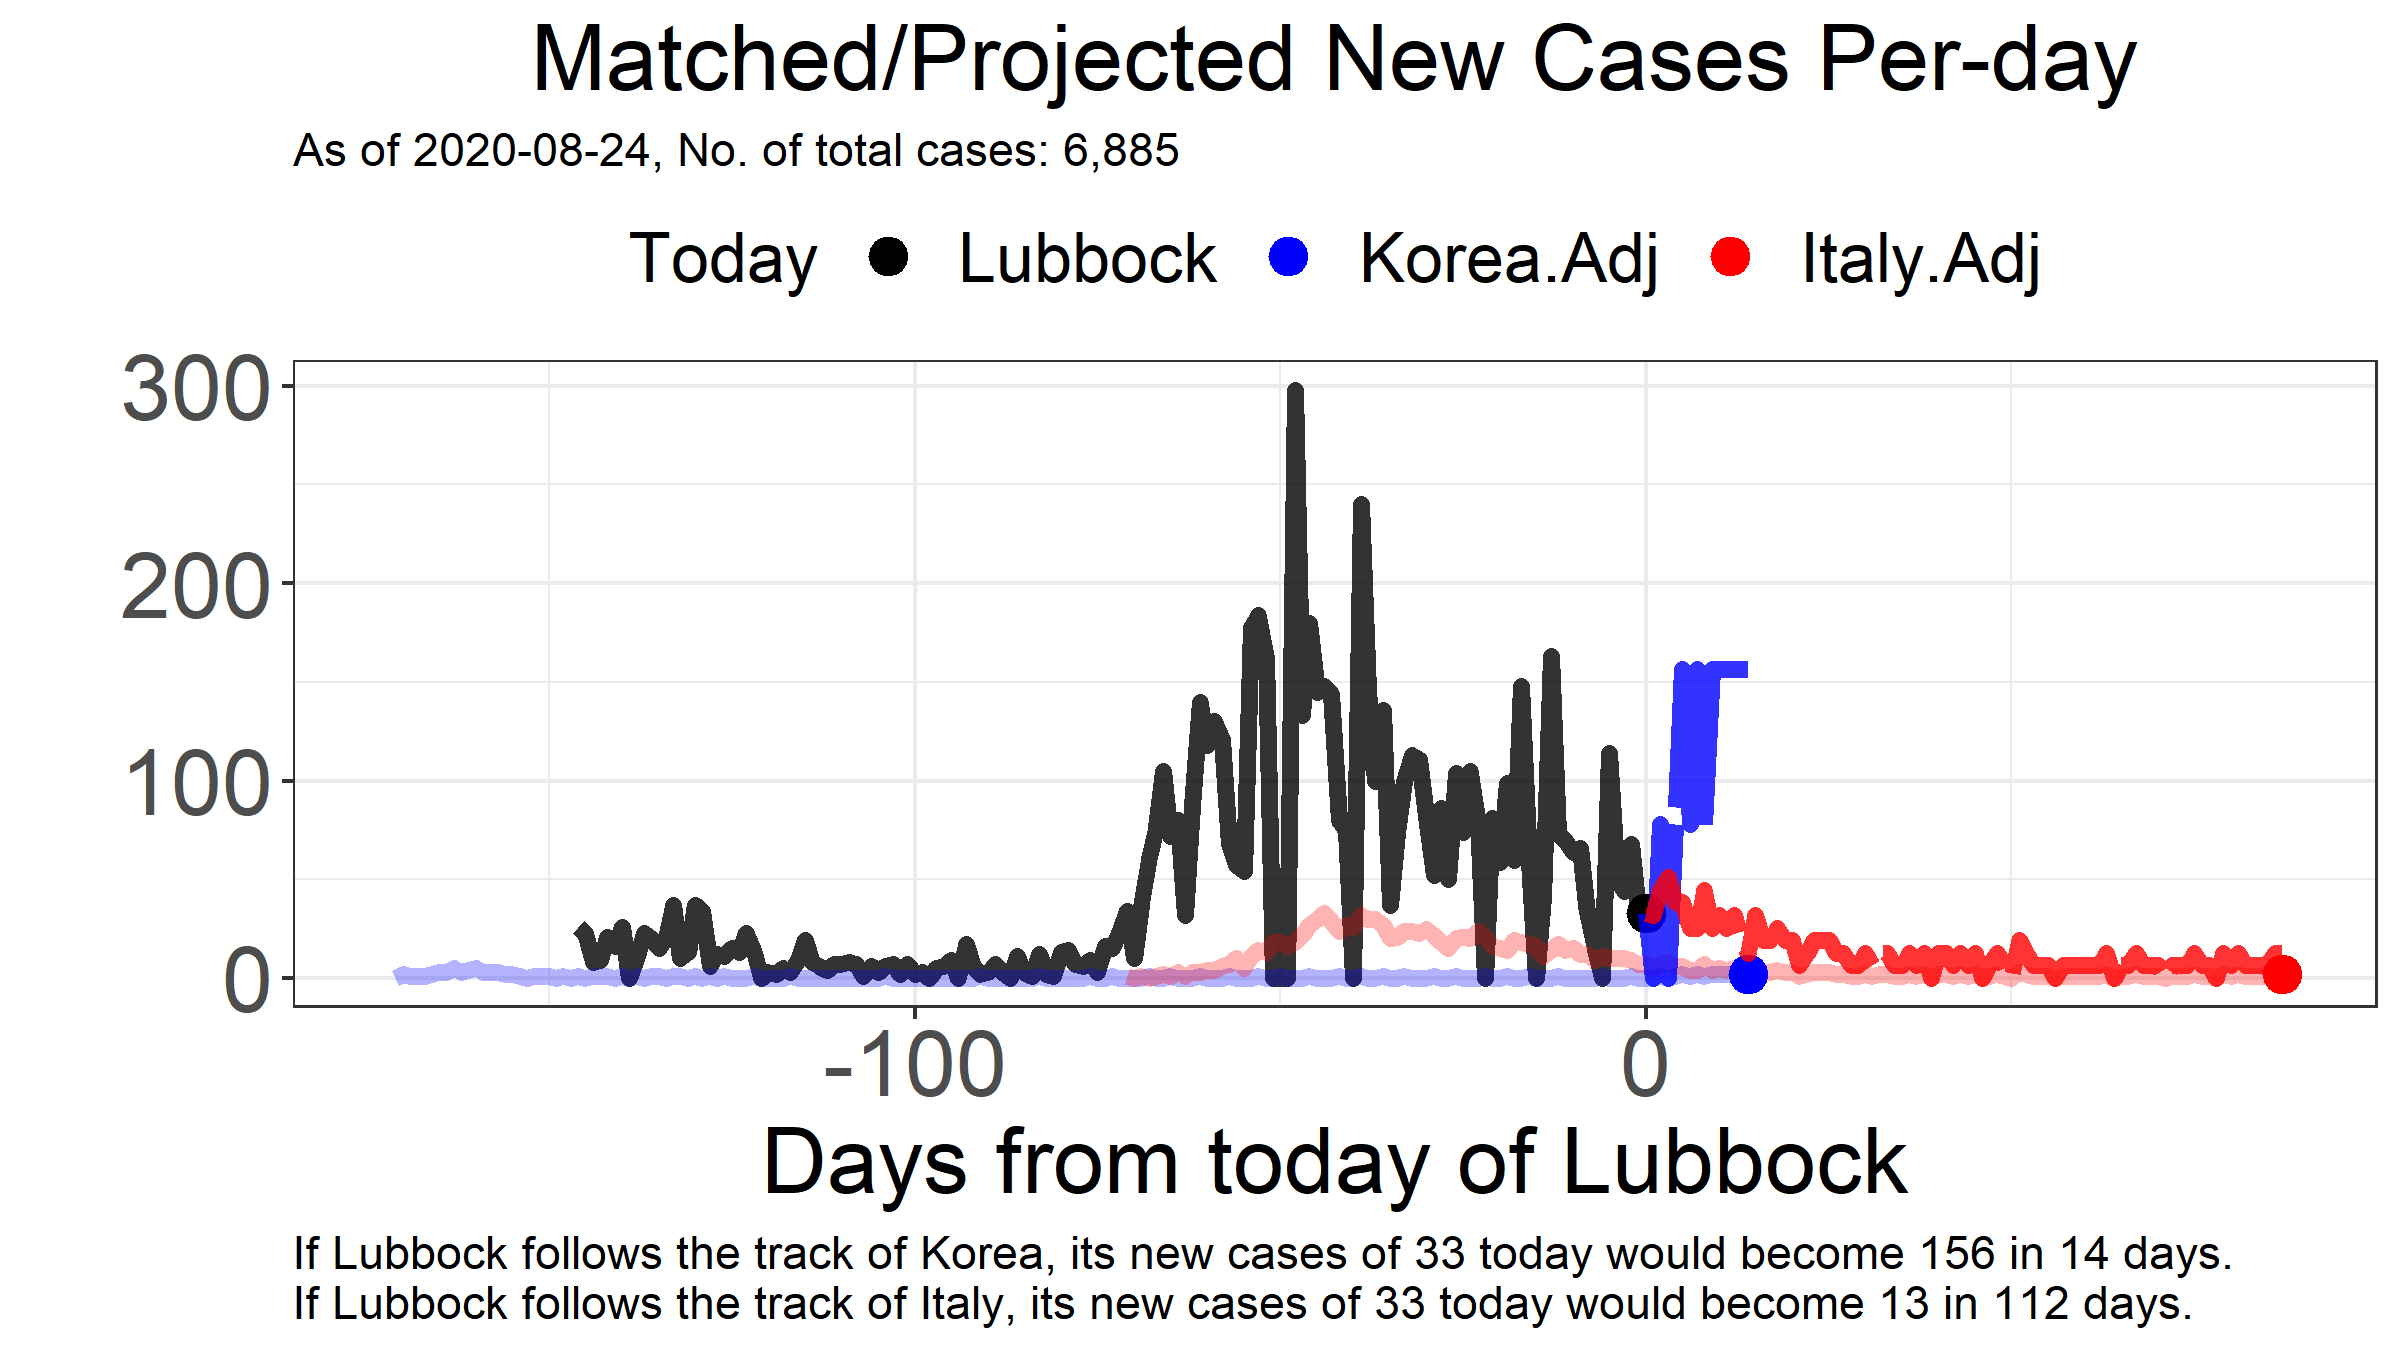 Matched/Projected New Cases Per-day
As of 2020-08-24, No. of total cases: 6,885
Today Lubbock Korea.Adj Italy.Adj
300
200
100
0
-100 0
Days from today of Lubbock
If Lubbock follows the track of Korea, its new cases of 33 today would become 156 in 14 days.
If Lubbock follows the track of Italy, its new cases of 33 today would become 13 in 112 days.